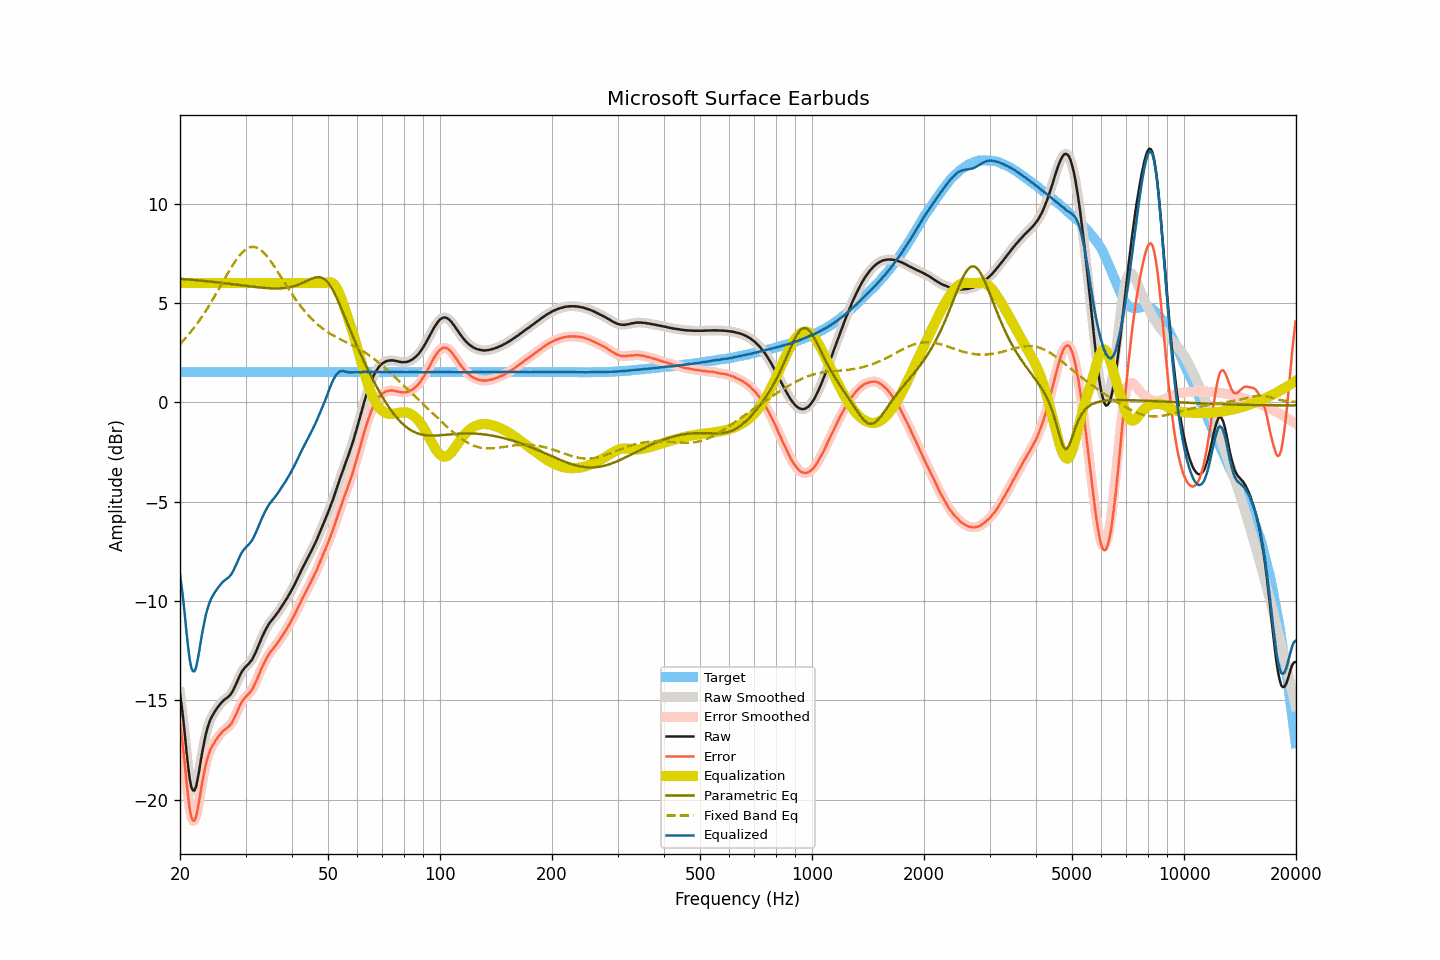 Microsoft Surface Earbuds
Amplitude (dBr)
10
5
0
−5
−10
−15
−20
Target
Raw Smoothed
Error Smoothed
Raw
Error
Equalization
Parametric Eq
Fixed Band Eq
Equalized
20 50 100 200 500 1000 2000 5000 10000 20000
Frequency (Hz)